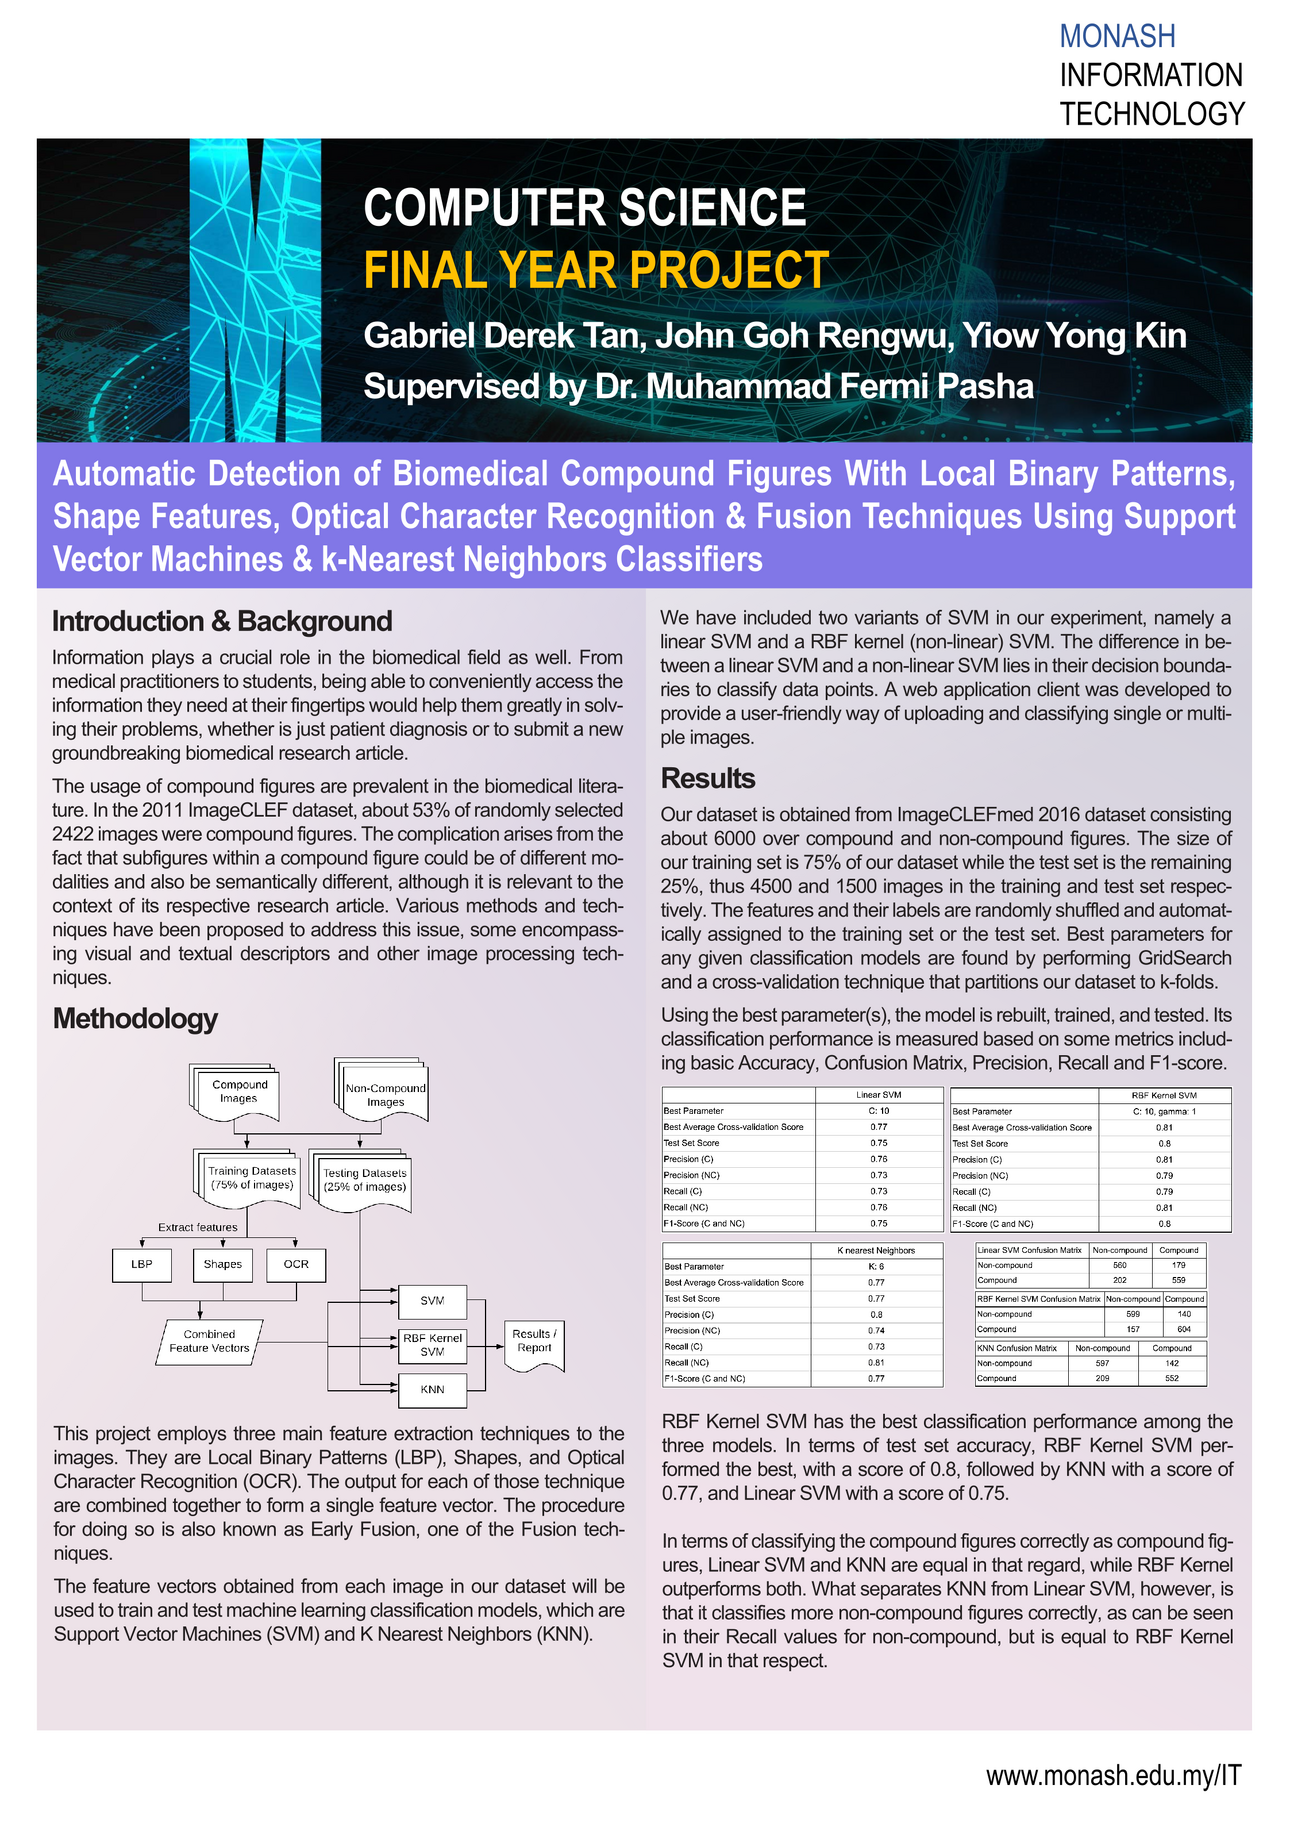 MONASH
INFORMATION
TECHNOLOGY
COMPUTER SCIENCE
FINAL YEAR PROJECT
Gabriel Derek Tan, John Goh Rengwu, Yiow Yong Kin
Supervised by Dr. Muhammad Fermi Pasha
Automatic Detection of Biomedical Compound Figures With Local Binary Patterns,
Shape Features, Optical Character Recognition & Fusion Techniques Using Support
Vector Machines & k-Nearest Neighbors Classifiers
Introduction & Background
Information plays a crucial role in the biomedical field as well. From
medical practitioners to students, being able to conveniently access the
information they need at their fingertips would help them greatly in solv-
ing their problems, whether is just patient diagnosis or to submit a new
groundbreaking biomedical research article.
The usage of compound figures are prevalent in the biomedical litera-
ture. In the 2011 ImageCLEF dataset, about 53% of randomly selected
2422 images were compound figures. The complication arises from the
fact that subfigures within a compound figure could be of different mo-
dalities and also be semantically different, although it is relevant to the
context of its respective research article. Various methods and tech-
niques have been proposed to address this issue, some encompass-
ing visual and textual descriptors and other image processing tech-
niques.
Methodology
Compound
Images
Non-Compound
Images
Training Datasets
(75% of images)
Testing Datasets
(25% of images)
Extract features
LBP
Shapes
OCR
Combined
Feature Vectors
SVM
RBF Kernel
SVM
KNN
Results /
Report
This project employs three main feature extraction techniques to the
images. They are Local Binary Patterns (LBP), Shapes, and Optical
Character Recognition (OCR). The output for each of those technique
are combined together to form a single feature vector. The procedure
for doing so is also known as Early Fusion, one of the Fusion tech-
niques.
The feature vectors obtained from each image in our dataset will be
used to train and test machine learning classification models, which are
Support Vector Machines (SVM) and K Nearest Neighbors (KNN).
We have included two variants of SVM in our experiment, namely a
linear SVM and a RBF kernel (non-linear) SVM. The difference in be-
tween a linear SVM and a non-linear SVM lies in their decision bounda-
ries to classify data points. A web application client was developed to
provide a user-friendly way of uploading and classifying single or multi-
ple images.
Results
Our dataset is obtained from ImageCLEFmed 2016 dataset consisting
about 6000 over compound and non-compound figures. The size of
our training set is 75% of our dataset while the test set is the remaining
25%, thus 4500 and 1500 images in the training and test set respec-
tively. The features and their labels are randomly shuffled and automat-
ically assigned to the training set or the test set. Best parameters for
any given classification models are found by performing GridSearch
and a cross-validation technique that partitions our dataset to k-folds.
Using the best parameter(s), the model is rebuilt, trained, and tested. Its
classification performance is measured based on some metrics includ-
ing basic Accuracy, Confusion Matrix, Precision, Recall and F1-score.
Linear SVM
Best Parameter C: 10
Best Average Cross-validation Score 0.77
Test Set Score 0.75
Precision (C) 0.76
Precision (NC) 0.73
Recall (C) 0.73
Recall (NC) 0.76
F1-Score (C and NC) 0.75
RBF Kernel SVM
Best Parameter C: 10, gamma: 1
Best Average Cross-validation Score 0.81
Test Set Score 0.8
Precision (C) 0.81
Precision (NC) 0.79
Recall (C) 0.79
Recall (NC) 0.81
F1-Score (C and NC) 0.8
K nearest Neighbors
Best Parameter K: 6
Best Average Cross-validation Score 0.77
Test Set Score 0.77
Precision (C) 0.8
Precision (NC) 0.74
Recall (C) 0.73
Recall (NC) 0.81
F1-Score (C and NC) 0.77
Linear SVM Confusion Matrix Non-compound Compound
Non-compound 560 179
Compound 202 559
RBF Kernel SVM Confusion Matrix Non-compound Compound
Non-compound 599 140
Compound 157 604
KNN Confusion Matrix Non-compound Compound
Non-compound 597 142
Compound 209 552
RBF Kernel SVM has the best classification performance among the
three models. In terms of test set accuracy, RBF Kernel SVM per-
formed the best, with a score of 0.8, followed by KNN with a score of
0.77, and Linear SVM with a score of 0.75.
In terms of classifying the compound figures correctly as compound fig-
ures, Linear SVM and KNN are equal in that regard, while RBF Kernel
outperforms both. What separates KNN from Linear SVM, however, is
that it classifies more non-compound figures correctly, as can be seen
in their Recall values for non-compound, but is equal to RBF Kernel
SVM in that respect.
www.monash.edu.my/IT